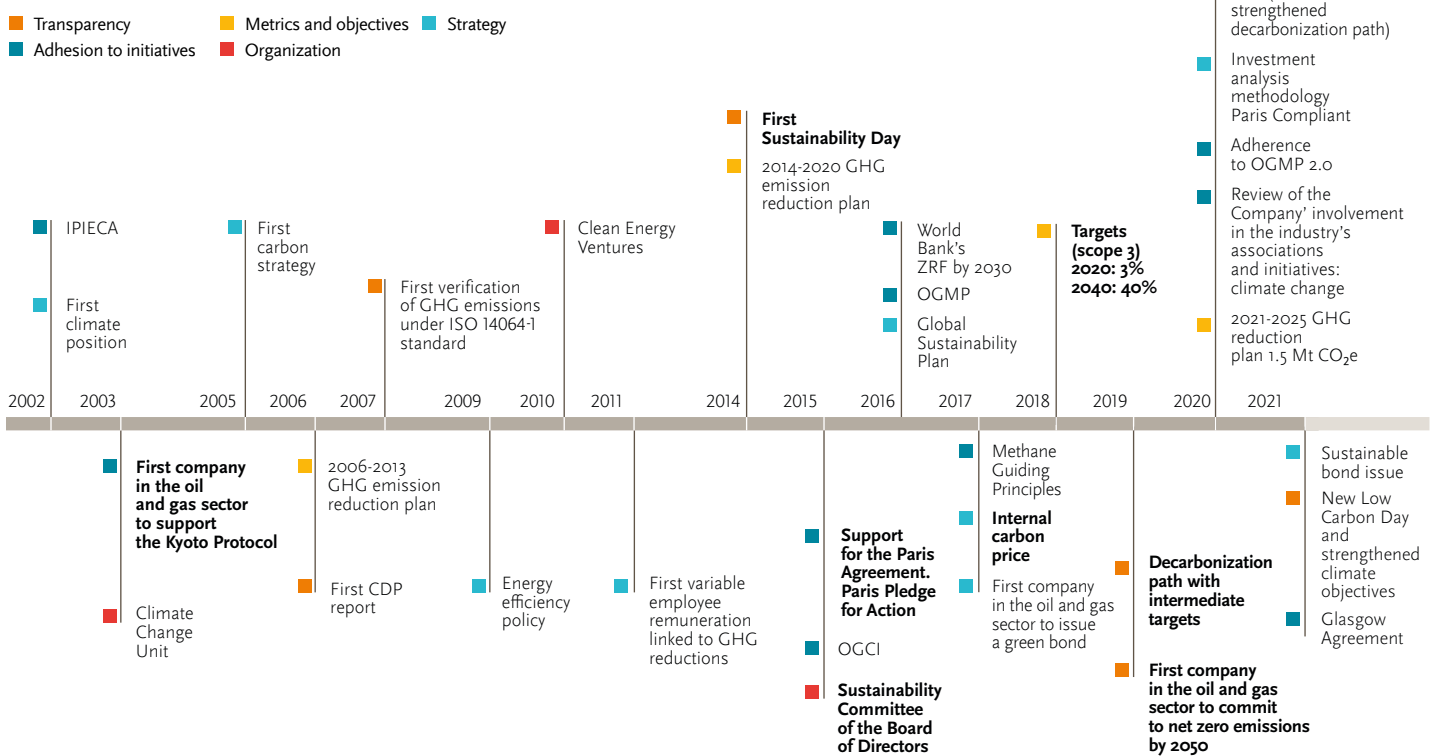 Transparency
Metrics and objectives
Strategy
Adhesion to initiatives
Organization
strengthened
decarbonization path)
Investment
analysis
methodology
Paris Compliant
Adherence
to OGMP 2.0
Review of the
Company' involvement
in the industry's
associations
and initiatives:
climate change
2021-2025 GHG
reduction
plan 1.5 Mt CO₂e
First
Sustainability Day
2014-2020 GHG
emission
reduction plan
IPIECA
First
climate
position
First
carbon
strategy
First verification
of GHG emissions
under ISO 14064-1
standard
Clean Energy
Ventures
World
Bank's
ZRF by 2030
OGMP
Global
Sustainability
Plan
Targets
(scope 3)
2020: 3%
2040: 40%
2002 2003 2005 2006 2007 2009 2010 2011 2014 2015 2016 2017 2018 2019 2020 2021
First company
in the oil
and gas sector
to support
the Kyoto Protocol
Climate
Change
Unit
2006-2013
GHG emission
reduction plan
First CDP
report
Energy
efficiency
policy
First variable
employee
remuneration
linked to GHG
reductions
Support
for the Paris
Agreement.
Paris Pledge
for Action
OGCI
Sustainability
Committee
of the Board
of Directors
Methane
Guiding
Principles
Internal
carbon
price
First company
in the oil and gas
sector to issue
a green bond
Decarbonization
path with
intermediate
targets
First company
in the oil and gas
sector to commit
to net zero emissions
by 2050
Sustainable
bond issue
New Low
Carbon Day
and
strengthened
climate
objectives
Glasgow
Agreement